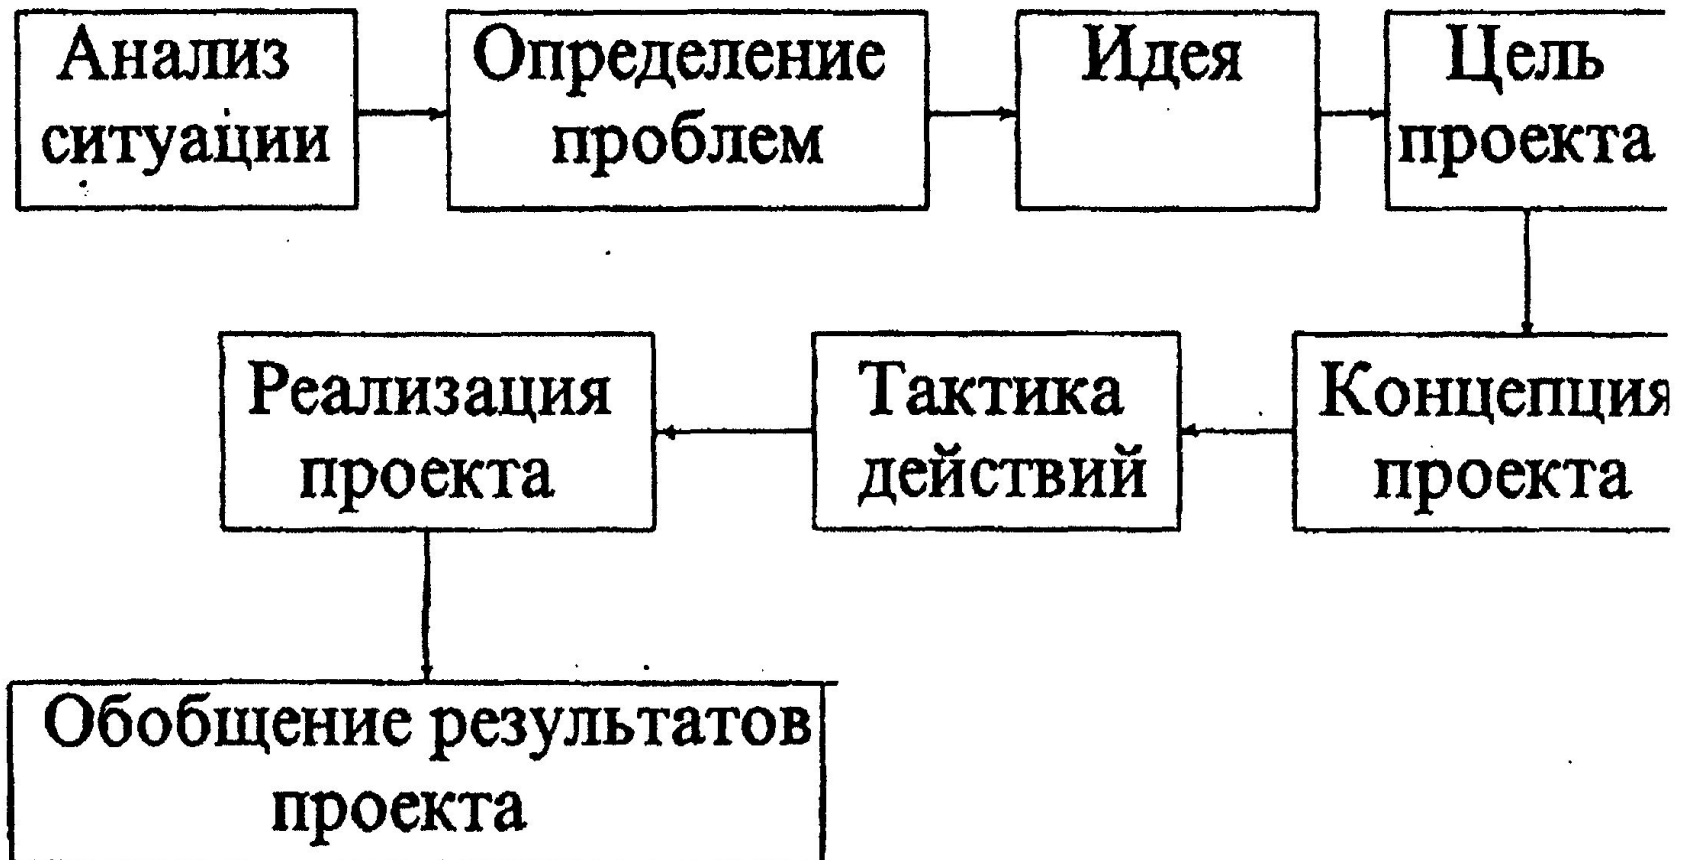 Анализ
ситуации
Определение
проблем
Идея
Цель
проекта
Концепция
проекта
Тактика
действий
Реализация
проекта
Обобщение результатов
проекта